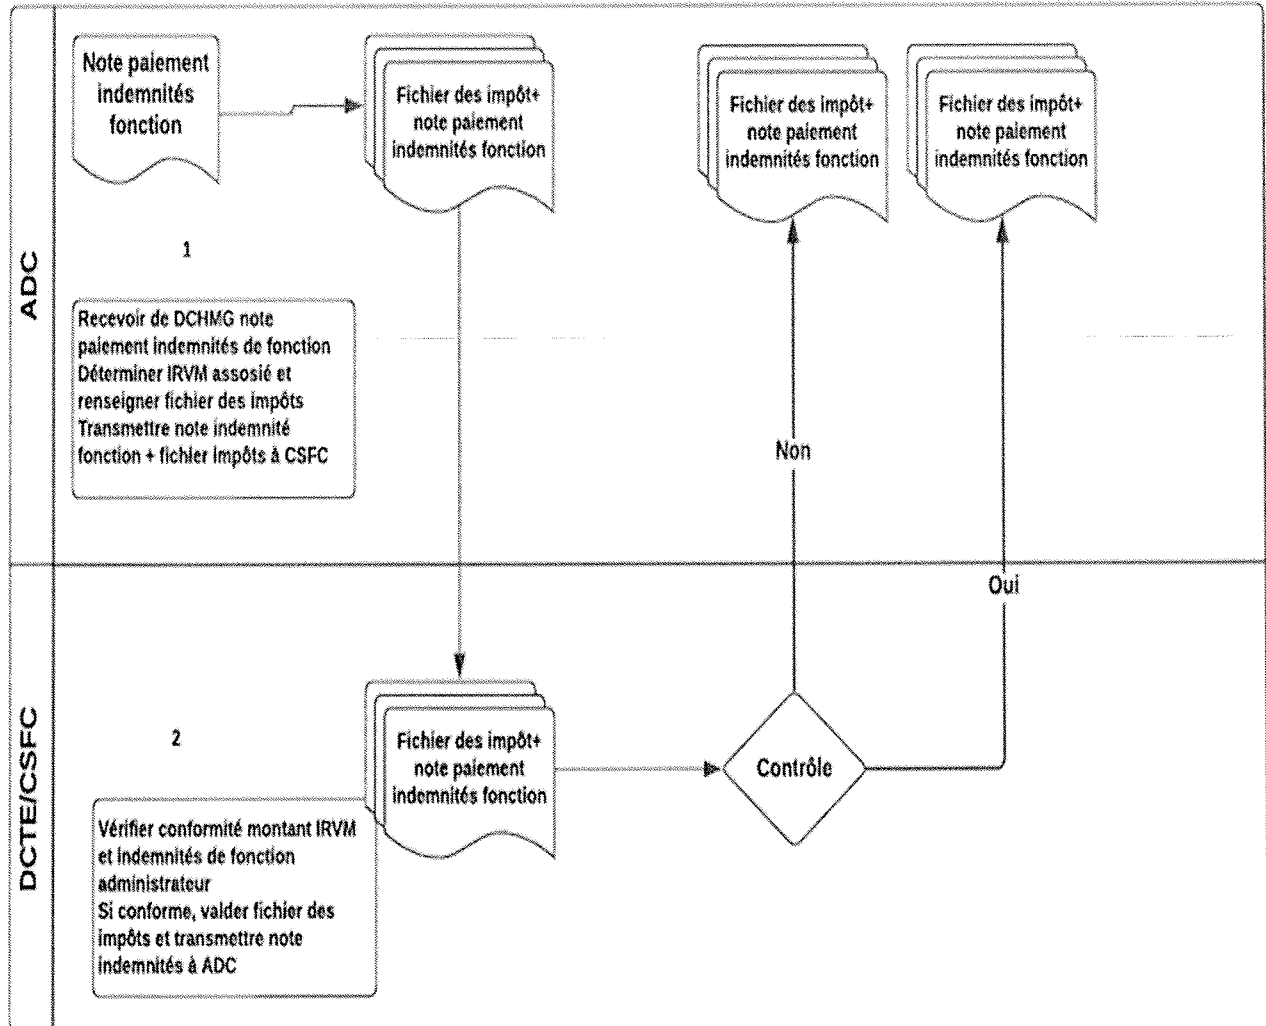 ADC
Note paiement
indemnités
fonction
Fichier des impôt+
note paiement
indemnités fonction
Fichier des impôt+
note paiement
indemnités fonction
Fichier des impôt+
note paiement
indemnités fonction
1
Recevoir de DCHMG note
paiement indemnités de fonction
Déterminer IRVM assosié et
renseigner fichier des impôts
Transmettre note indemnité
fonction + fichier impôts à CSFC
Non
Oui
DCTE/CSFC
2
Fichier des impôt+
note paiement
indemnités fonction
Contrôle
Vérifier conformité montant IRVM
et indemnités de fonction
administrateur
Si conforme, valder fichier des
impôts et transmettre note
indemnités à ADC